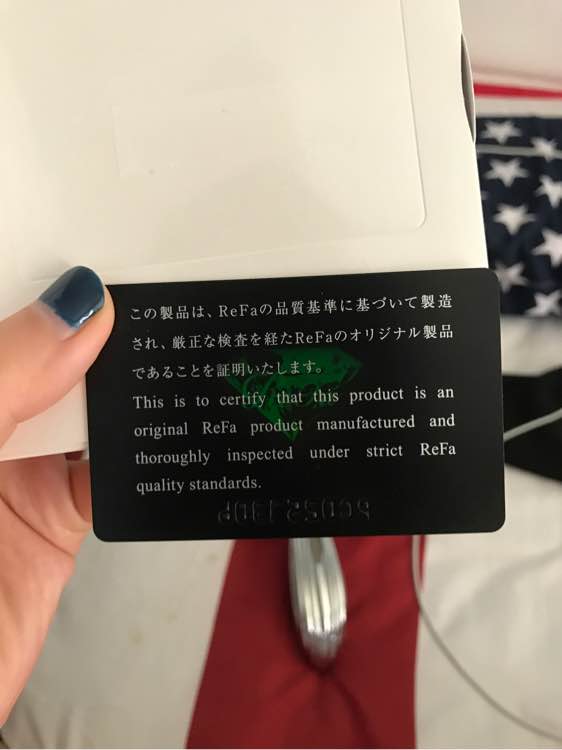 この製品は、ReFaの品質基準に基づいて製造
され、厳正な検査を経たReFaのオリジナル製品
であることを証明いたします。
This is to certify that this product is an
original ReFa product manufactured and
thoroughly inspected under strict ReFa
quality standards.